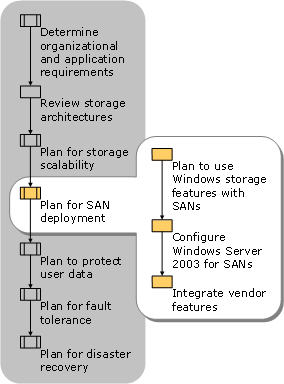 Determine
organizational
and application
requirements
Review storage
architectures
Plan for storage
scalability
Plan for SAN
deployment
Plan to protect
user data
Plan for fault
tolerance
Plan for disaster
recovery
Plan to use
Windows storage
features with
SANs
Configure
Windows Server
2003 for SANs
Integrate vendor
features